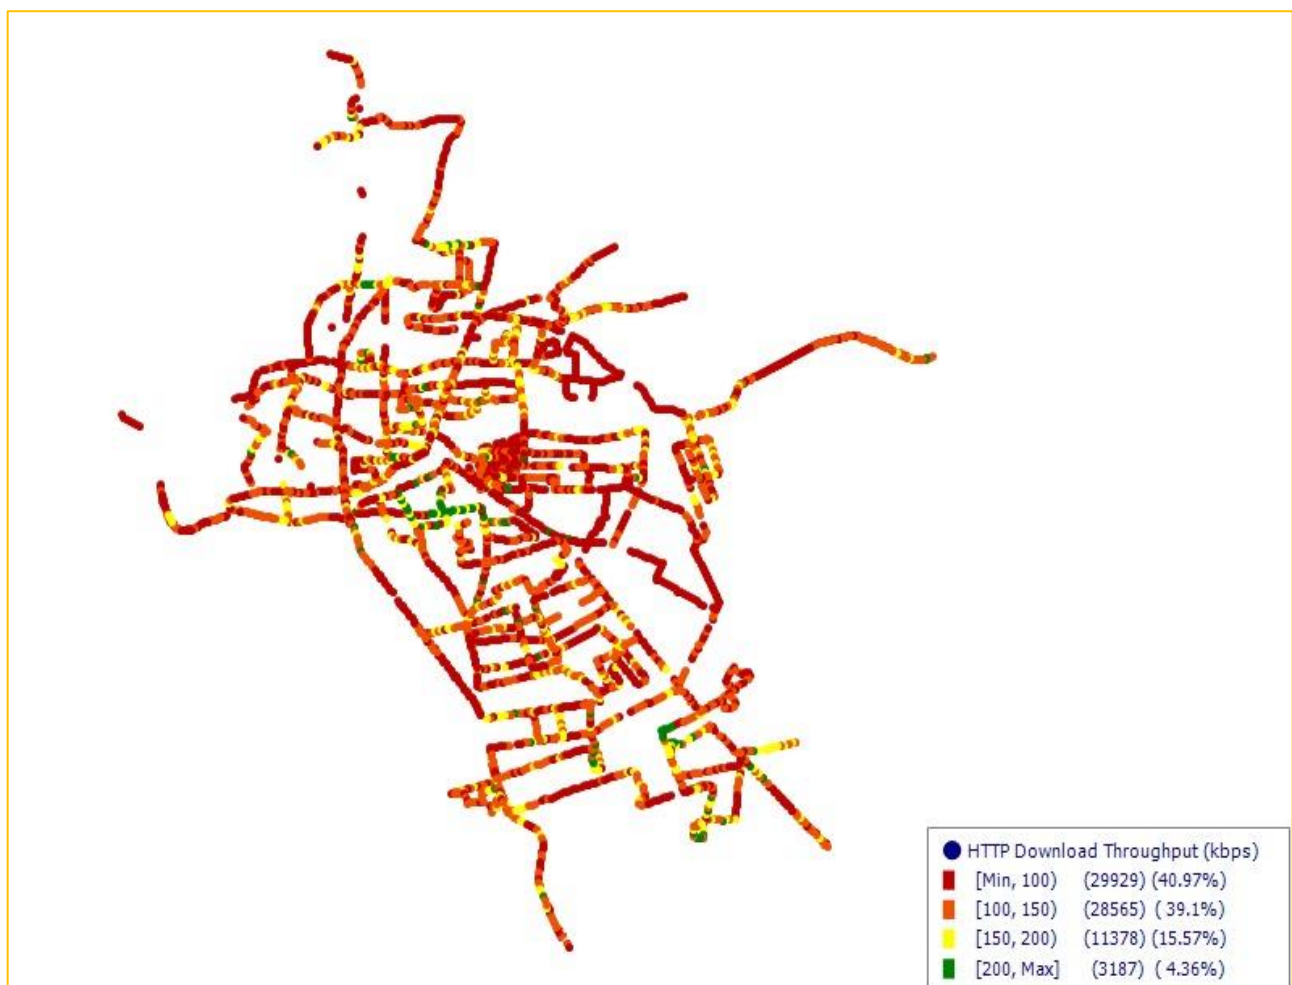 HTTP Download Throughput (kbps)
[Min, 100) (29929) (40.97%)
[100, 150) (28565) ( 39.1%)
[150, 200) (11378) (15.57%)
[200, Max] (3187) ( 4.36%)